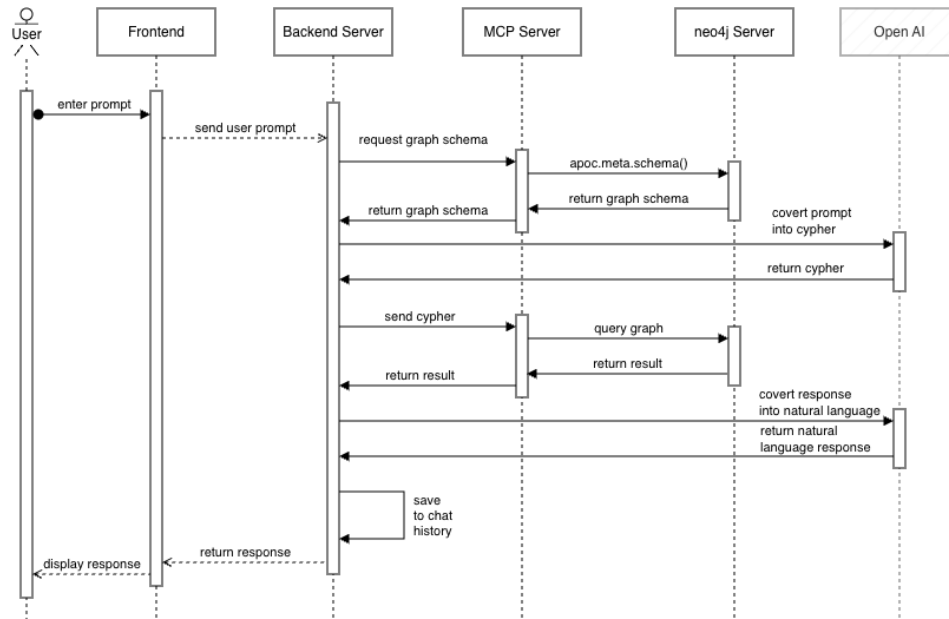 User
Frontend
Backend Server
MCP Server
neo4j Server
Open AI
enter prompt
send user prompt
request graph schema
apoc.meta.schema()
return graph schema
return graph schema
covert prompt
into cypher
return cypher
send cypher
query graph
return result
return result
covert response
into natural language
return natural
language response
save
to chat
history
return response
display response